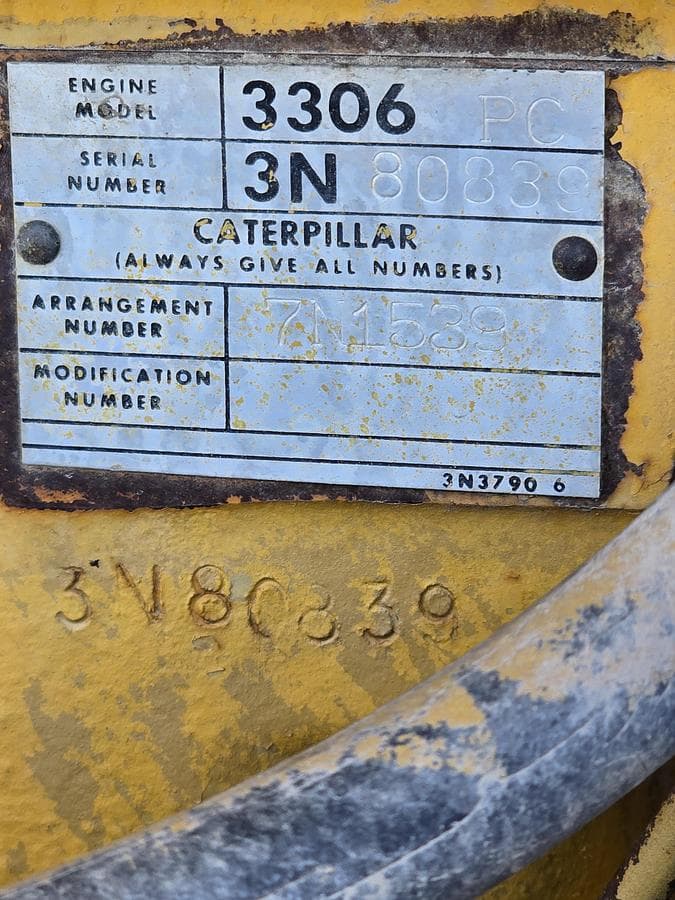 ENGINE MODEL 3306 PC
SERIAL NUMBER 3N 80839
CATERPILLAR
(ALWAYS GIVE ALL NUMBERS)
ARRANGEMENT NUMBER 7N1539
MODIFICATION NUMBER
3N3790 6
3N80839